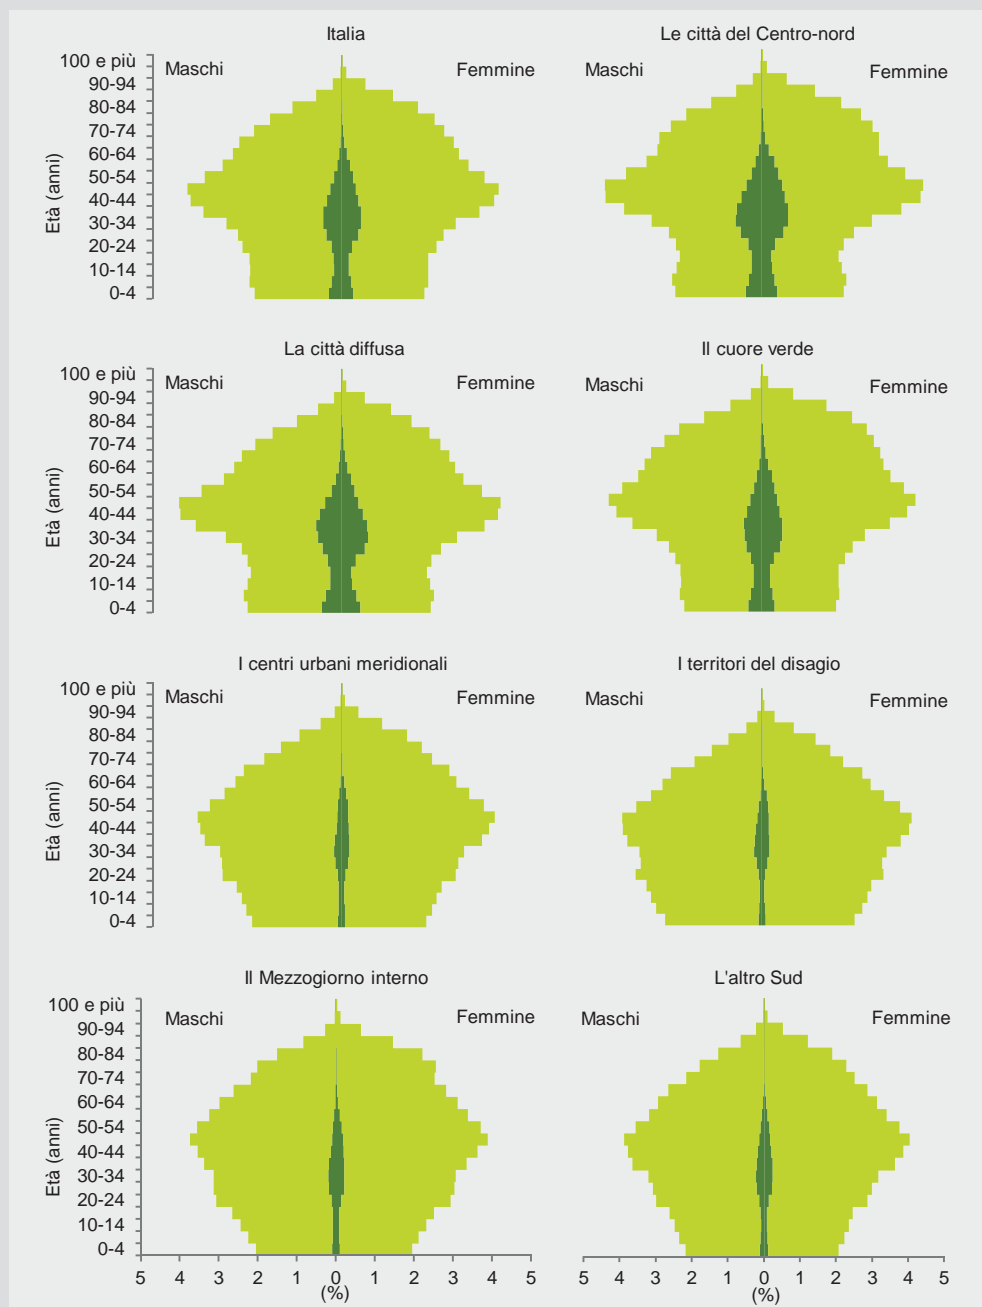 Italia
Maschi
Femmine
Età (anni)
100 e più
90-94
80-84
70-74
60-64
50-54
40-44
30-34
20-24
10-14
0-4
Le città del Centro-nord
Maschi
Femmine
La città diffusa
Maschi
Femmine
Età (anni)
100 e più
90-94
80-84
70-74
60-64
50-54
40-44
30-34
20-24
10-14
0-4
Il cuore verde
Maschi
Femmine
I centri urbani meridionali
Maschi
Femmine
Età (anni)
100 e più
90-94
80-84
70-74
60-64
50-54
40-44
30-34
20-24
10-14
0-4
I territori del disagio
Maschi
Femmine
Il Mezzogiorno interno
Maschi
Femmine
Età (anni)
100 e più
90-94
80-84
70-74
60-64
50-54
40-44
30-34
20-24
10-14
0-4
5 4 3 2 1 0 1 2 3 4 5
(%)
L'altro Sud
Maschi
Femmine
5 4 3 2 1 0 1 2 3 4 5
(%)